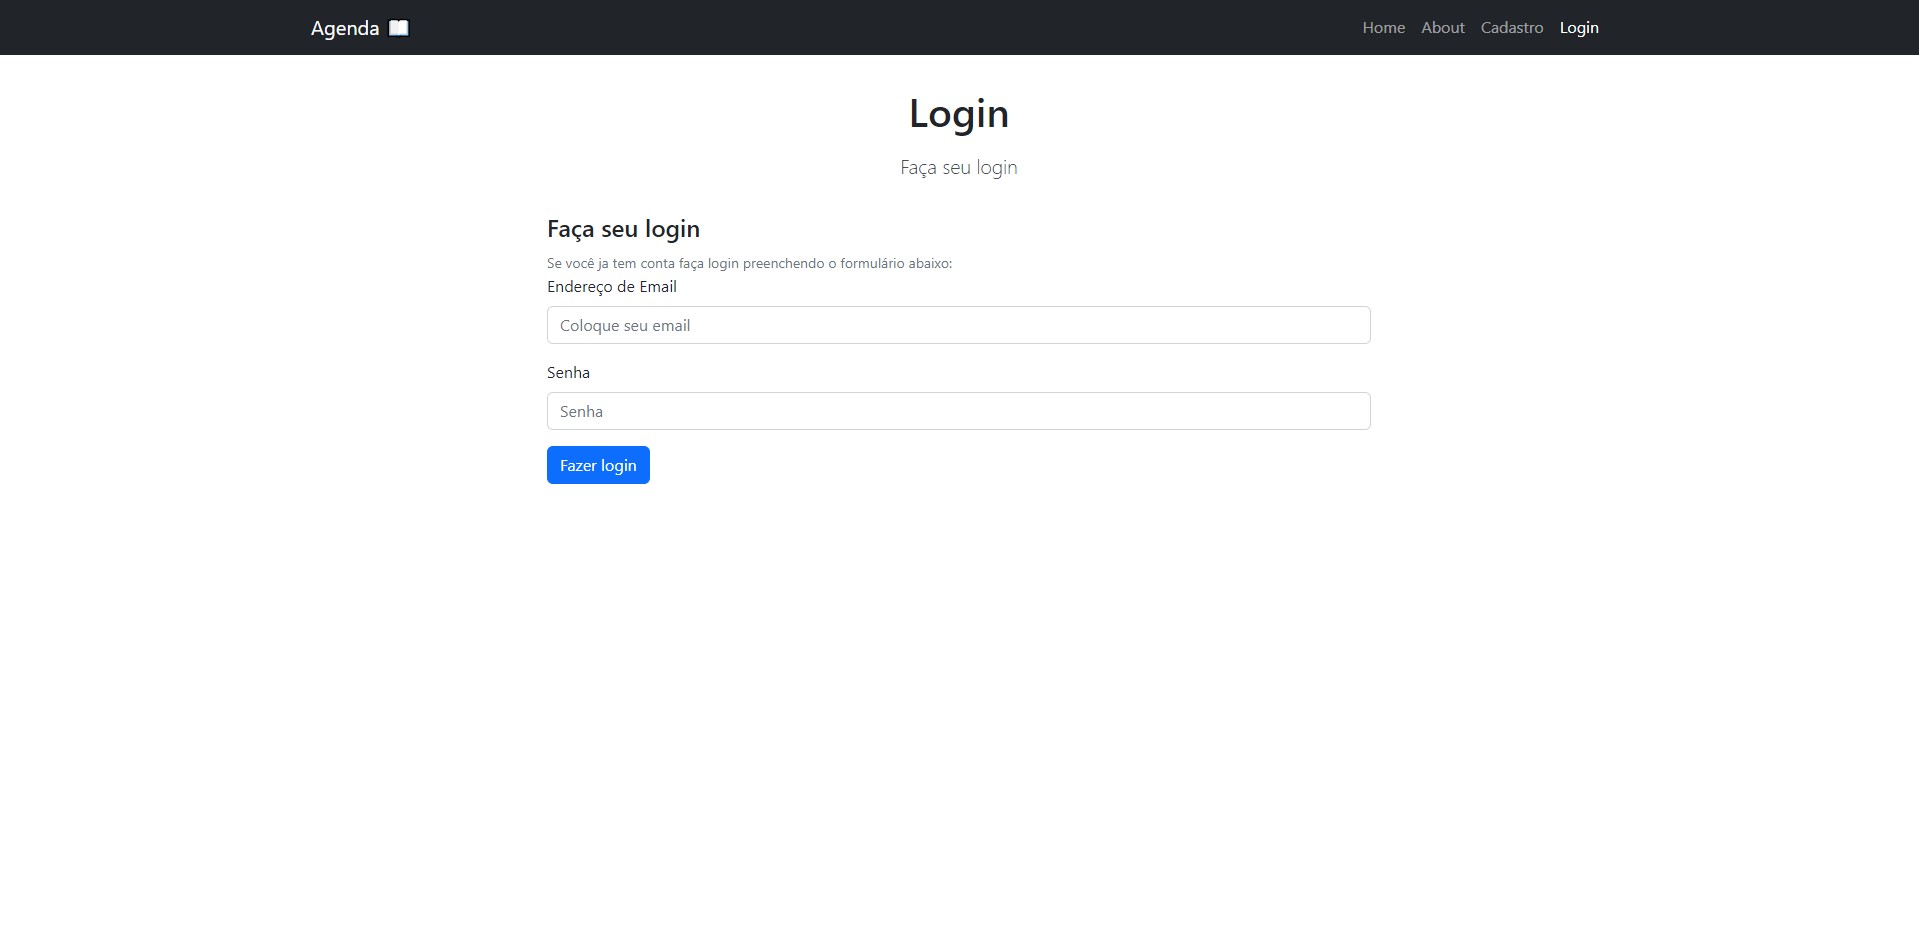 Agenda 📖
Home About Cadastro Login
Login
Faça seu login
Faça seu login
Se você ja tem conta faça login preenchendo o formulário abaixo:
Endereço de Email
Coloque seu email
Senha
Senha
Fazer login